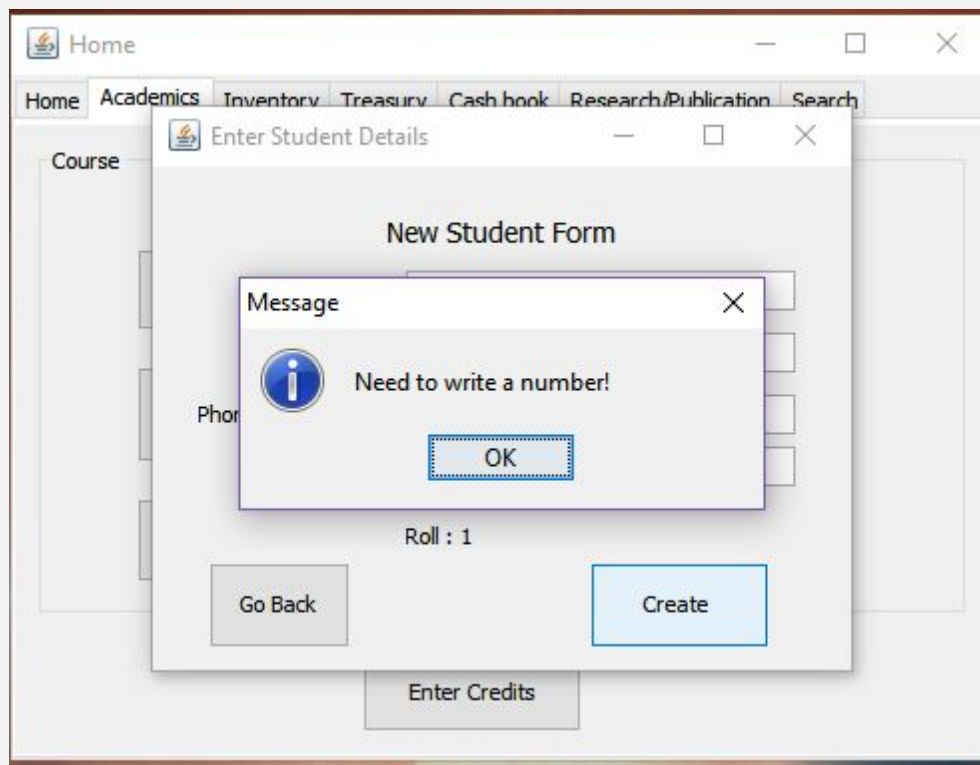 Home
Home Academics Inventory Treasury Cash book Research/Publication Search
Enter Student Details
Course
New Student Form
Message
Need to write a number!
OK
Roll : 1
Go Back
Create
Enter Credits